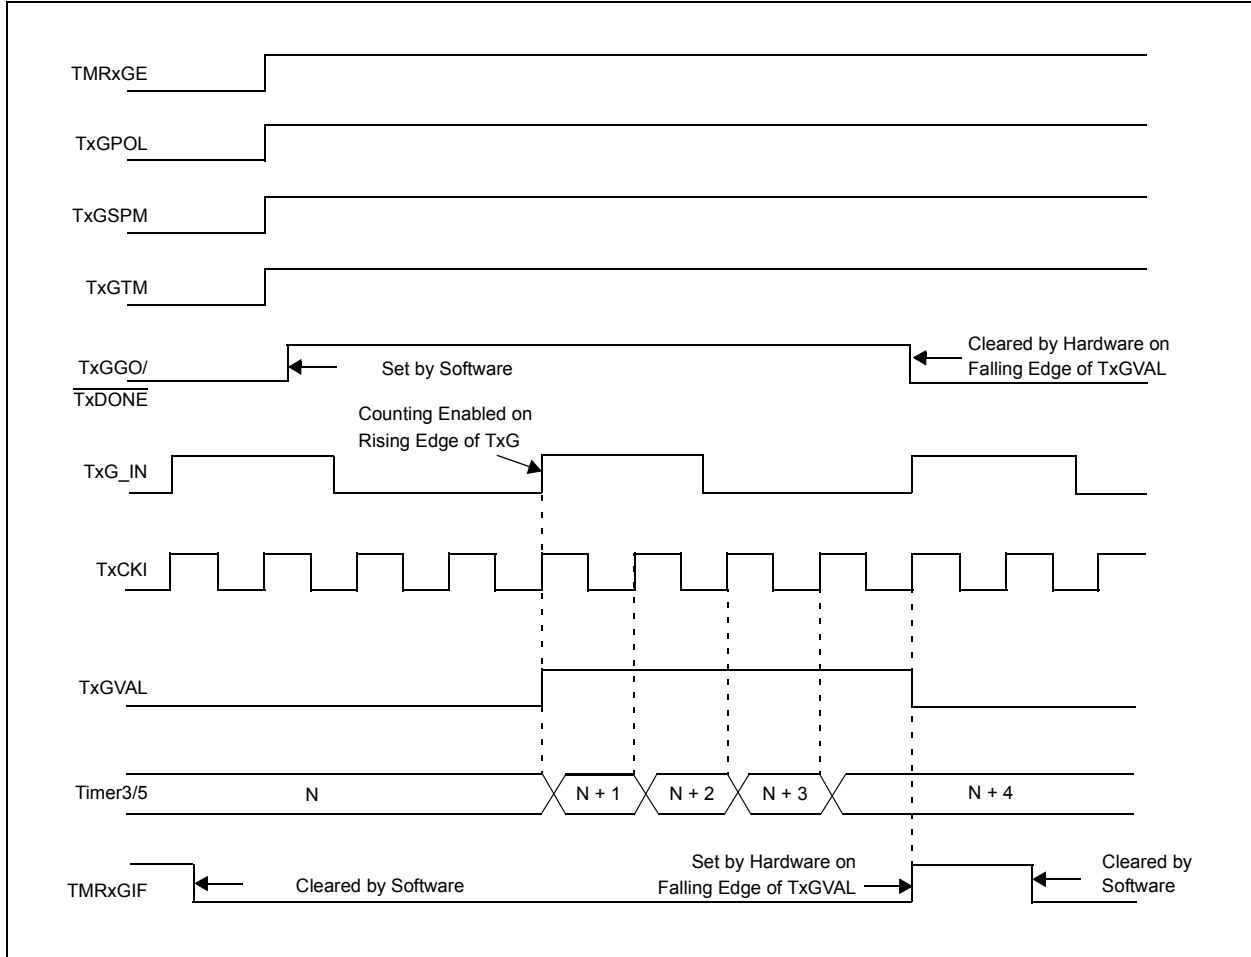 TMRxGE
TxGPOL
TxGSPM
TxGTM
TxGGO/
TxDONE
Set by Software
Cleared by Hardware on
Falling Edge of TxGVAL
Counting Enabled on
Rising Edge of TxG
TxG_IN
TxCKI
TxGVAL
Timer3/5
N
N + 1
N + 2
N + 3
N + 4
TMRxGIF
Cleared by Software
Set by Hardware on
Falling Edge of TxGVAL
Cleared by
Software